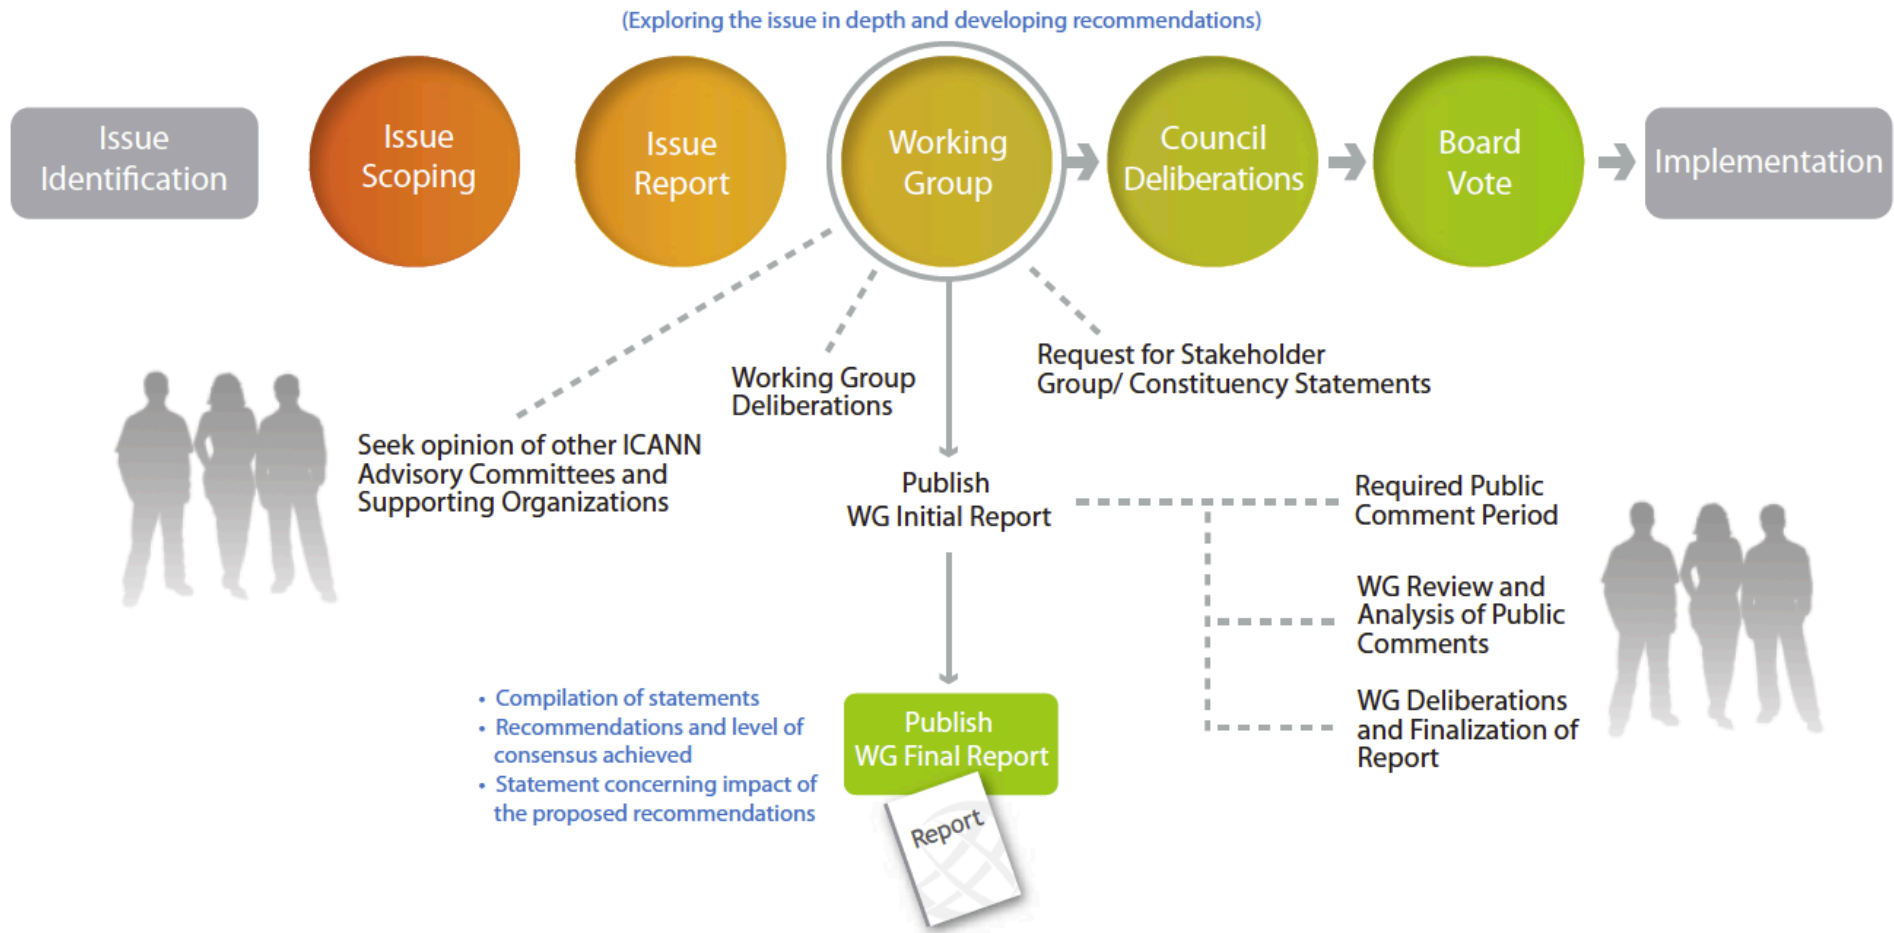 (Exploring the issue in depth and developing recommendations)
Issue
Identification
Issue
Scoping
Issue
Report
Working
Group
Council
Deliberations
Board
Vote
Implementation
Seek opinion of other ICANN
Advisory Committees and
Supporting Organizations
Working Group
Deliberations
Request for Stakeholder
Group/ Constituency Statements
Publish
WG Initial Report
Required Public
Comment Period
WG Review and
Analysis of Public
Comments
WG Deliberations
and Finalization of
Report
• Compilation of statements
• Recommendations and level of
consensus achieved
• Statement concerning impact of
the proposed recommendations
Publish
WG Final Report
Report